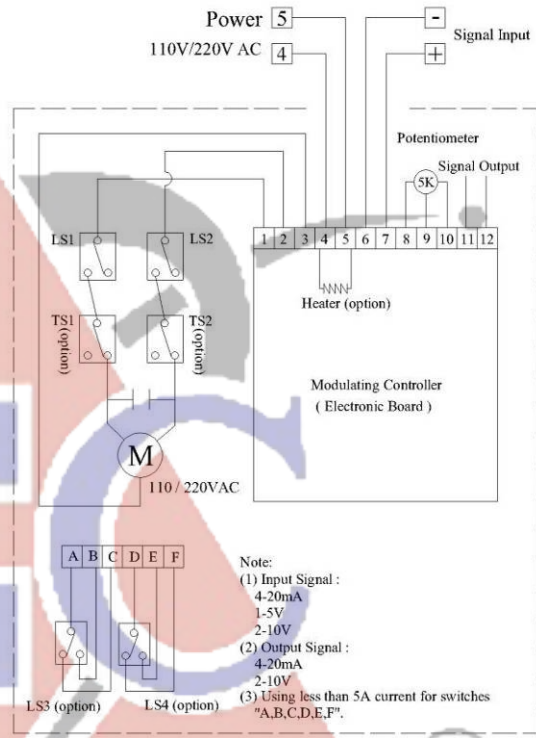 Power 5
110V/220V AC 4
-
+
Signal Input
Potentiometer
Signal Output
5K
LS1
LS2
1 2 3 4 5 6 7 8 9 10 11 12
Heater (option)
TS1
(option)
TS2
(option)
Modulating Controller
( Electronic Board )
M
110 / 220VAC
A B C D E F
LS3 (option)
LS4 (option)
Note:
(1) Input Signal :
4-20mA
1-5V
2-10V
(2) Output Signal :
4-20mA
2-10V
(3) Using less than 5A current for switches
"A,B,C,D,E,F".